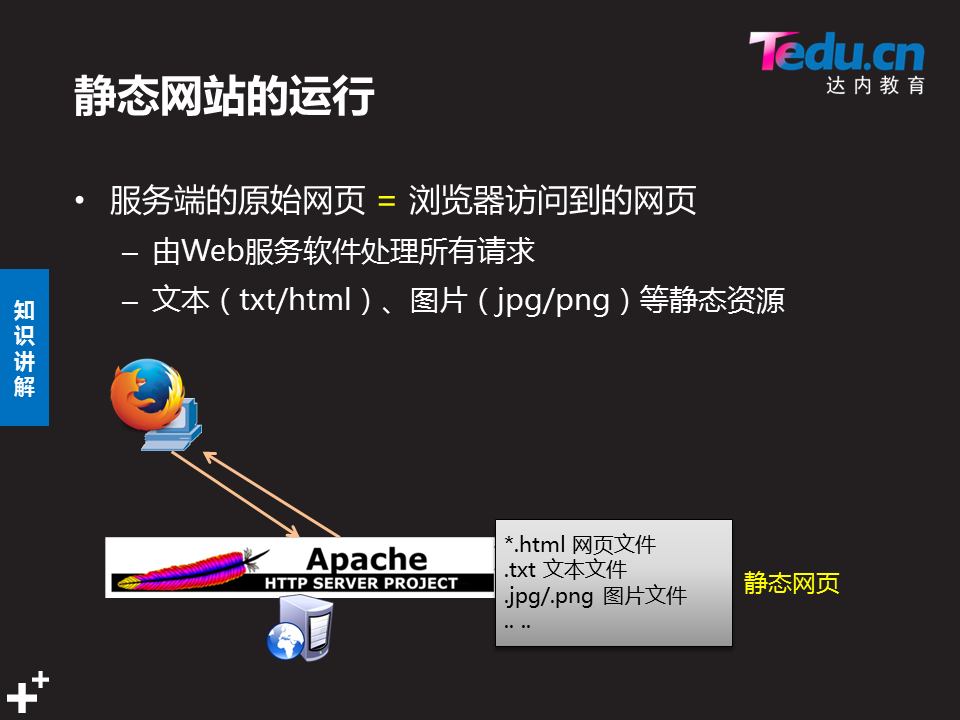 Tedu.cn
达内教育
静态网站的运行
• 服务端的原始网页 = 浏览器访问到的网页
– 由Web服务软件处理所有请求
– 文本（txt/html）、图片（jpg/png）等静态资源
知识讲解
Apache
HTTP SERVER PROJECT
*.html 网页文件
.txt 文本文件
.jpg/.png 图片文件
.. ..
静态网页